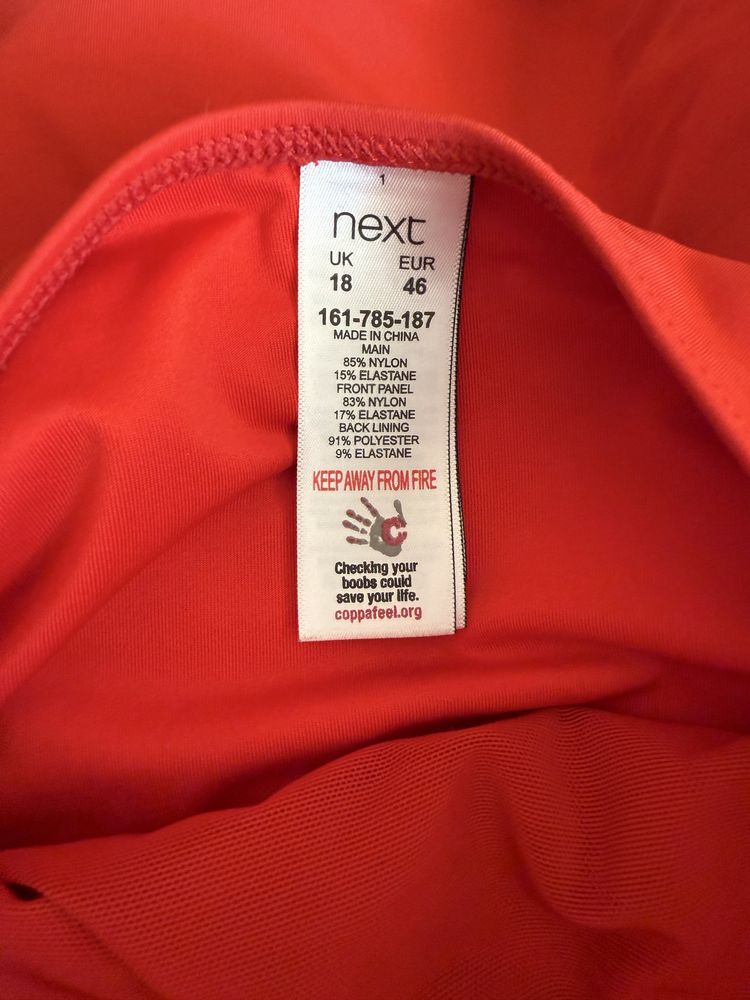 1
next
UK EUR
18 46
161-785-187
MADE IN CHINA
MAIN
85% NYLON
15% ELASTANE
FRONT PANEL
83% NYLON
17% ELASTANE
BACK LINING
91% POLYESTER
9% ELASTANE
KEEP AWAY FROM FIRE
C
Checking your
boobs could
save your life.
coppafeel.org